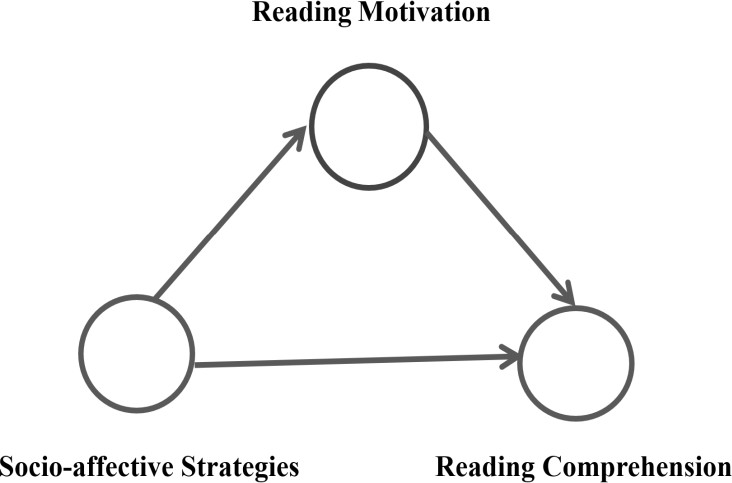 Reading Motivation
Socio-affective Strategies
Reading Comprehension